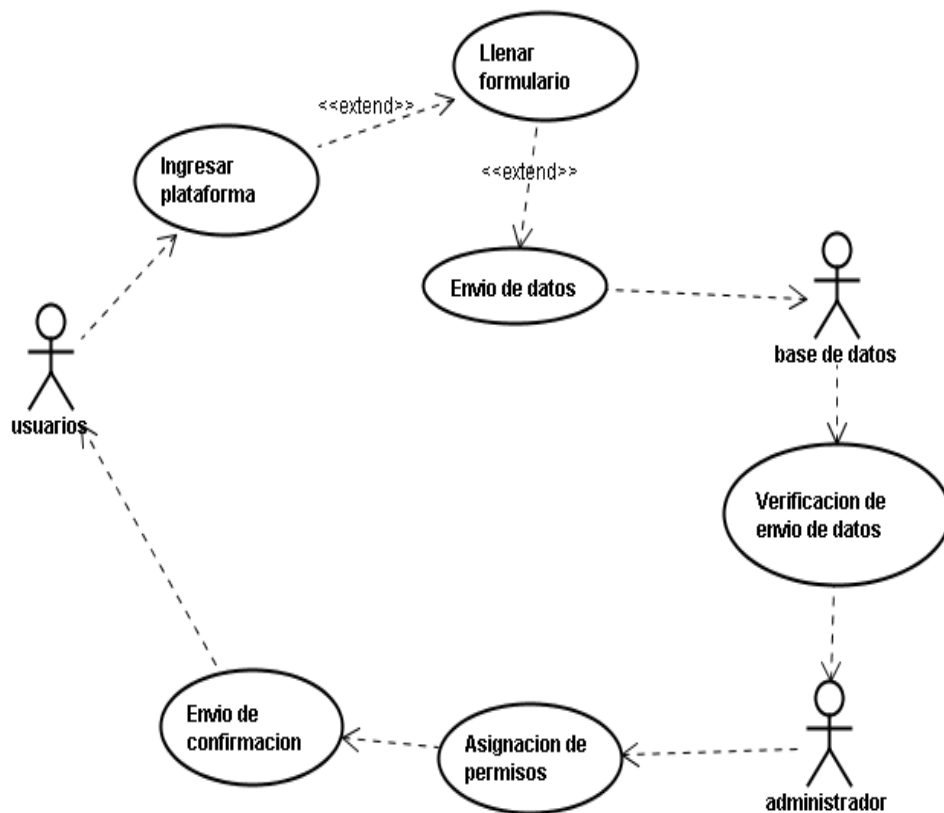 Llenar
formulario
<<extend>>
Ingresar
plataforma
<<extend>>
Envio de datos
base de datos
usuarios
Verificacion de
envio de datos
Envio de
confirmacion
Asignacion de
permisos
administrador